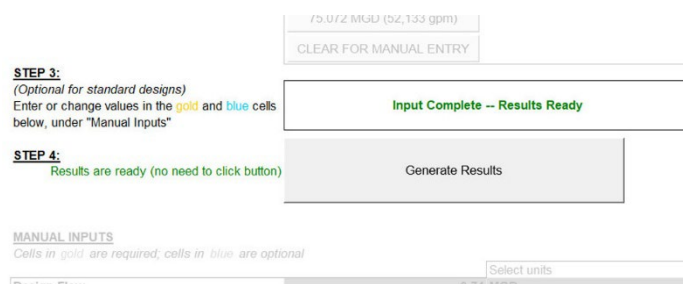 75.072 MGD (52,133 gpm)
CLEAR FOR MANUAL ENTRY
STEP 3:
(Optional for standard designs)
Enter or change values in the gold and blue cells
below, under "Manual Inputs"
Input Complete -- Results Ready
STEP 4:
Results are ready (no need to click button)
Generate Results
MANUAL INPUTS
Cells in gold are required; cells in blue are optional
Select units
Design Flow